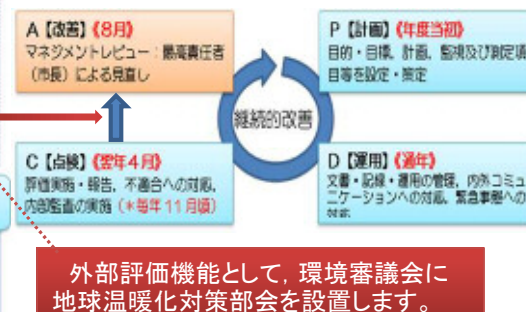 A【改善】《8月》
マネジメントレビュー：最高責任者
（市長）による見直し
P【計画】《年度当初》
目的・目標、計画、監視及び測定項
目等を設定・策定
継続的改善
C【点検】《翌年4月》
評価実施・報告、不適合への対応、
内部監査の実施（＊毎年11月頃）
D【運用】《通年》
文書・記録・運用の管理、内外コミュ
ニケーションへの対応、緊急事態への
対応
外部評価機能として，環境審議会に
地球温暖化対策部会を設置します。